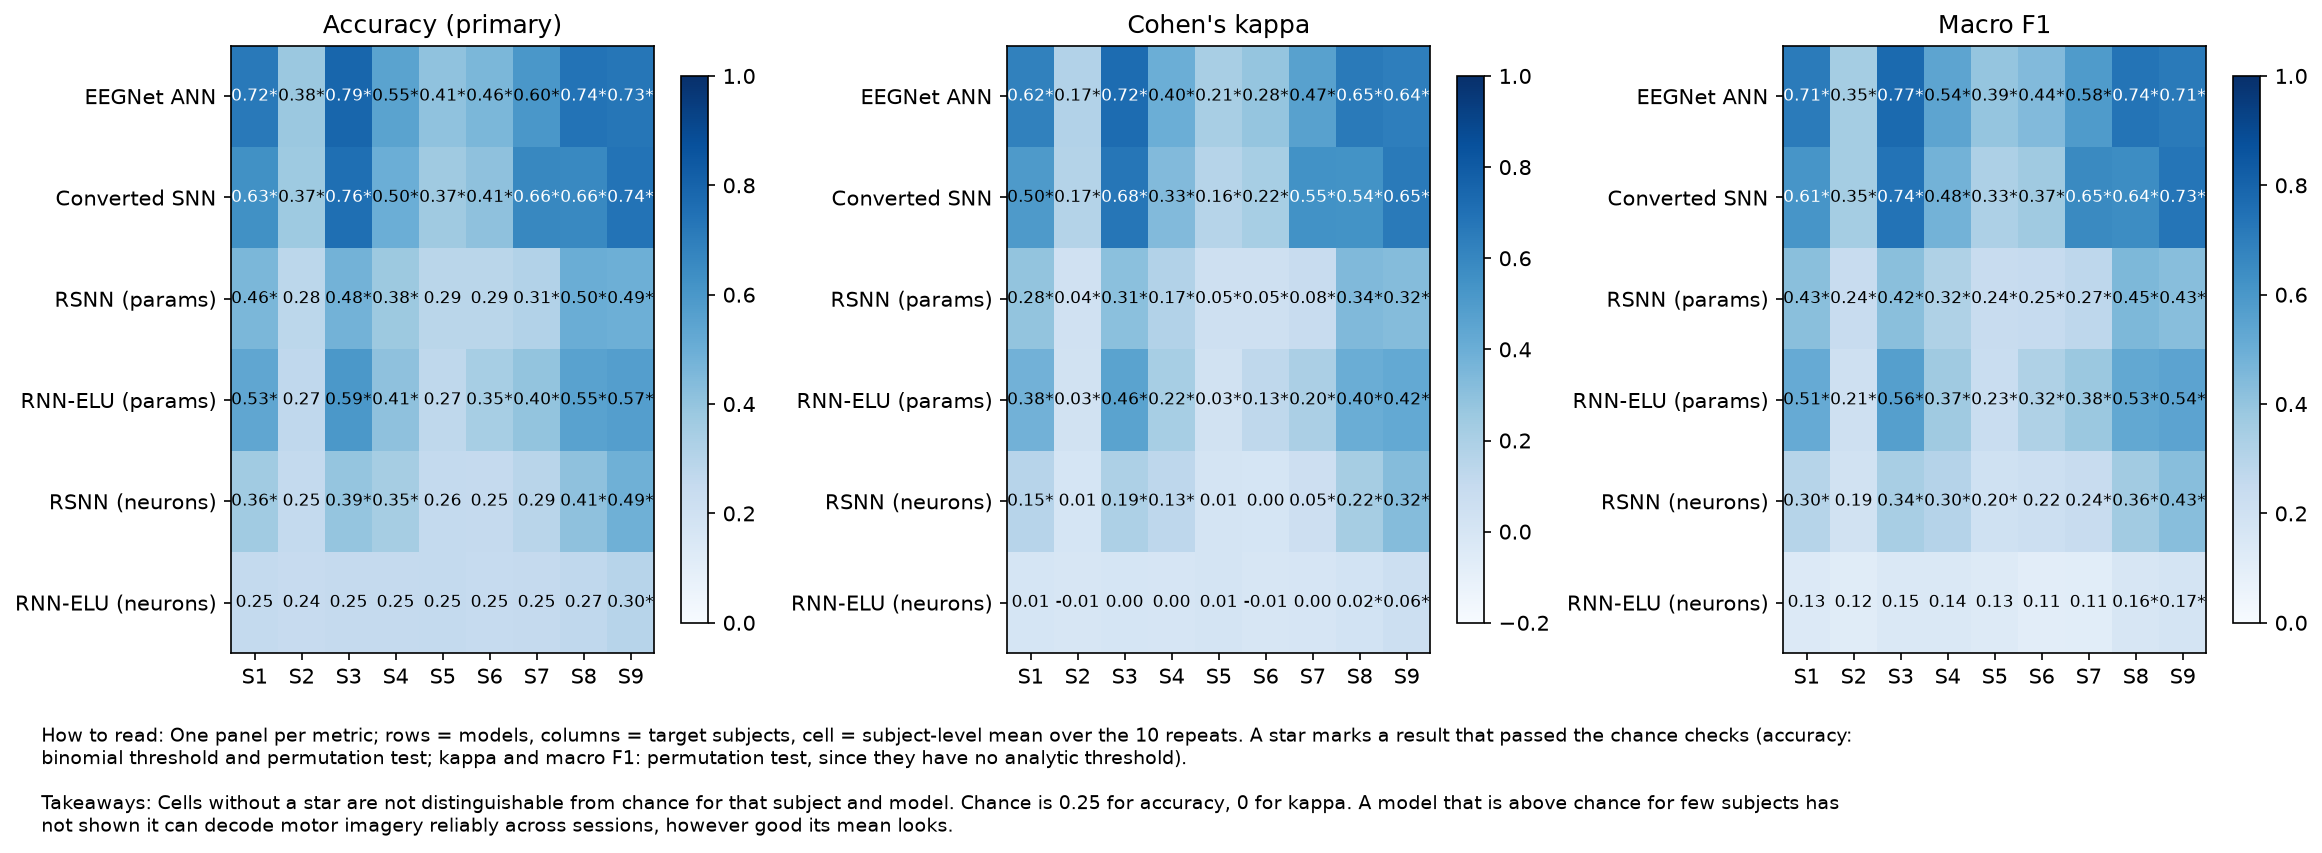 Accuracy (primary)
EEGNet ANN 0.72* 0.38* 0.79* 0.55* 0.41* 0.46* 0.60* 0.74* 0.73*
Converted SNN 0.63* 0.37* 0.76* 0.50* 0.37* 0.41* 0.66* 0.66* 0.74*
RSNN (params) 0.46* 0.28 0.48* 0.38* 0.29 0.29 0.31* 0.50* 0.49*
RNN-ELU (params) 0.53* 0.27 0.59* 0.41* 0.27 0.35* 0.40* 0.55* 0.57*
RSNN (neurons) 0.36* 0.25 0.39* 0.35* 0.26 0.25 0.29 0.41* 0.49*
RNN-ELU (neurons) 0.25 0.24 0.25 0.25 0.25 0.25 0.25 0.27 0.30*
S1 S2 S3 S4 S5 S6 S7 S8 S9
1.0
0.8
0.6
0.4
0.2
0.0
Cohen's kappa
EEGNet ANN 0.62* 0.17* 0.72* 0.40* 0.21* 0.28* 0.47* 0.65* 0.64*
Converted SNN 0.50* 0.17* 0.68* 0.33* 0.16* 0.22* 0.55* 0.54* 0.65*
RSNN (params) 0.28* 0.04* 0.31* 0.17* 0.05* 0.05* 0.08* 0.34* 0.32*
RNN-ELU (params) 0.38* 0.03* 0.46* 0.22* 0.03* 0.13* 0.20* 0.40* 0.42*
RSNN (neurons) 0.15* 0.01 0.19* 0.13* 0.01 0.00 0.05* 0.22* 0.32*
RNN-ELU (neurons) 0.01 -0.01 0.00 0.00 0.01 -0.01 0.00 0.02* 0.06*
S1 S2 S3 S4 S5 S6 S7 S8 S9
1.0
0.8
0.6
0.4
0.2
0.0
−0.2
Macro F1
EEGNet ANN 0.71* 0.35* 0.77* 0.54* 0.39* 0.44* 0.58* 0.74* 0.71*
Converted SNN 0.61* 0.35* 0.74* 0.48* 0.33* 0.37* 0.65* 0.64* 0.73*
RSNN (params) 0.43* 0.24* 0.42* 0.32* 0.24* 0.25* 0.27* 0.45* 0.43*
RNN-ELU (params) 0.51* 0.21* 0.56* 0.37* 0.23* 0.32* 0.38* 0.53* 0.54*
RSNN (neurons) 0.30* 0.19 0.34* 0.30* 0.20* 0.22 0.24* 0.36* 0.43*
RNN-ELU (neurons) 0.13 0.12 0.15 0.14 0.13 0.11 0.11 0.16* 0.17*
S1 S2 S3 S4 S5 S6 S7 S8 S9
1.0
0.8
0.6
0.4
0.2
0.0
How to read: One panel per metric; rows = models, columns = target subjects, cell = subject-level mean over the 10 repeats. A star marks a result that passed the chance checks (accuracy:
binomial threshold and permutation test; kappa and macro F1: permutation test, since they have no analytic threshold).
Takeaways: Cells without a star are not distinguishable from chance for that subject and model. Chance is 0.25 for accuracy, 0 for kappa. A model that is above chance for few subjects has
not shown it can decode motor imagery reliably across sessions, however good its mean looks.